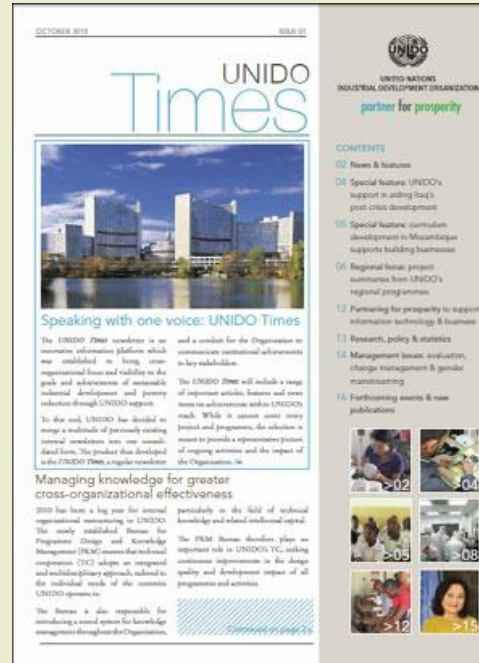 OCTOBER 2010
ISSUE 01
UNIDO
Times
Speaking with one voice: UNIDO Times
The UNIDO Times newsletter is an
innovative information platform which
was established to bring cross-
organizational focus and visibility to the
goals and achievements of sustainable
industrial development and poverty
reduction through UNIDO support.
To this end, UNIDO has decided to
merge a multitude of previously existing
internal newsletters into one consoli-
dated form. The product thus developed
is the UNIDO Times, a regular newsletter
and a conduit for the Organization to
communicate institutional achievements
to key stakeholders.
The UNIDO Times will include a range
of important articles, features and news
items on achievements within UNIDO's
reach. While it cannot cover every
project and programme, the selection is
meant to provide a representative picture
of ongoing activities and the impact of
the Organization.
Managing knowledge for greater
cross-organizational effectiveness
2010 has been a big year for internal
organizational restructuring in UNIDO.
The newly established Bureau for
Programme Design and Knowledge
Management (PKM) ensures that technical
cooperation (TC) adopts an integrated
and multidisciplinary approach, tailored to
the individual needs of the countries
UNIDO operates in.
The Bureau is also responsible for
introducing a sound system for knowledge
management throughout the Organization,
particularly in the field of technical
knowledge and related intellectual capital.
The PKM Bureau therefore plays an
important role in UNIDO's TC, seeking
continuous improvements in the design
quality and development impact of all
programmes and activities.
Continued on page 2
UNIDO
UNITED NATIONS
INDUSTRIAL DEVELOPMENT ORGANIZATION
partner for prosperity
CONTENTS
02 News & features
04 Special feature: UNIDO's
support in aiding Iraq's
post-crisis development
05 Special feature: curriculum
development in Mozambique
supports building businesses
06 Regional focus: project
summaries from UNIDO's
regional programmes
12 Partnering for prosperity to support
information technology & business
13 Research, policy & statistics
14 Management issues: evaluation,
change management & gender
mainstreaming
16 Forthcoming events & new
publications
>02
>04
>05
>08
>12
>15